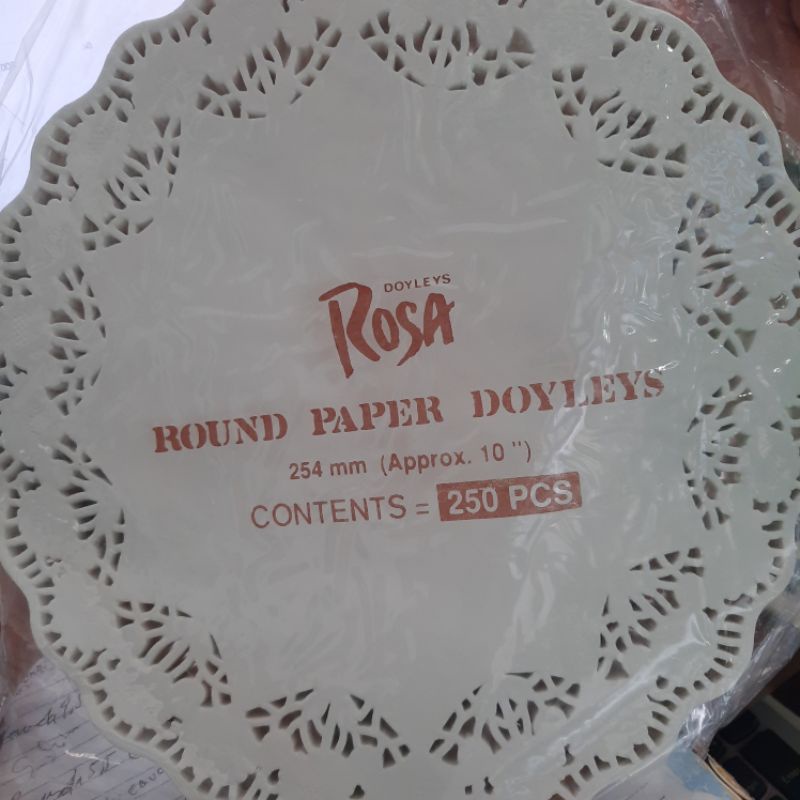 DOYLEYS
ROSA
ROUND PAPER DOYLEYS
254 mm (Approx. 10 ")
CONTENTS = 250 PCS